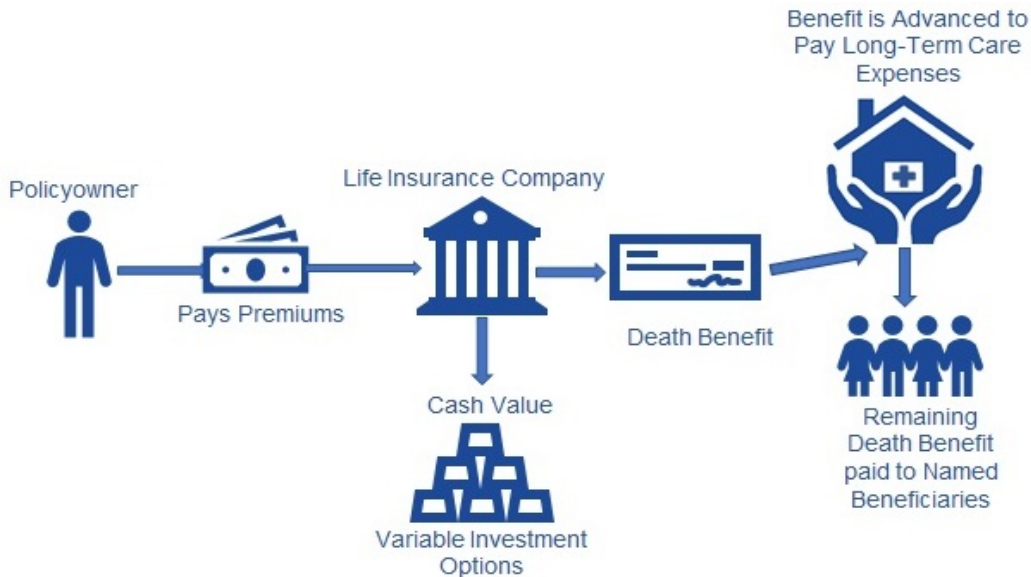 Policyowner
Pays Premiums
Life Insurance Company
Cash Value
Variable Investment
Options
Death Benefit
Benefit is Advanced to
Pay Long-Term Care
Expenses
Remaining
Death Benefit
paid to Named
Beneficiaries